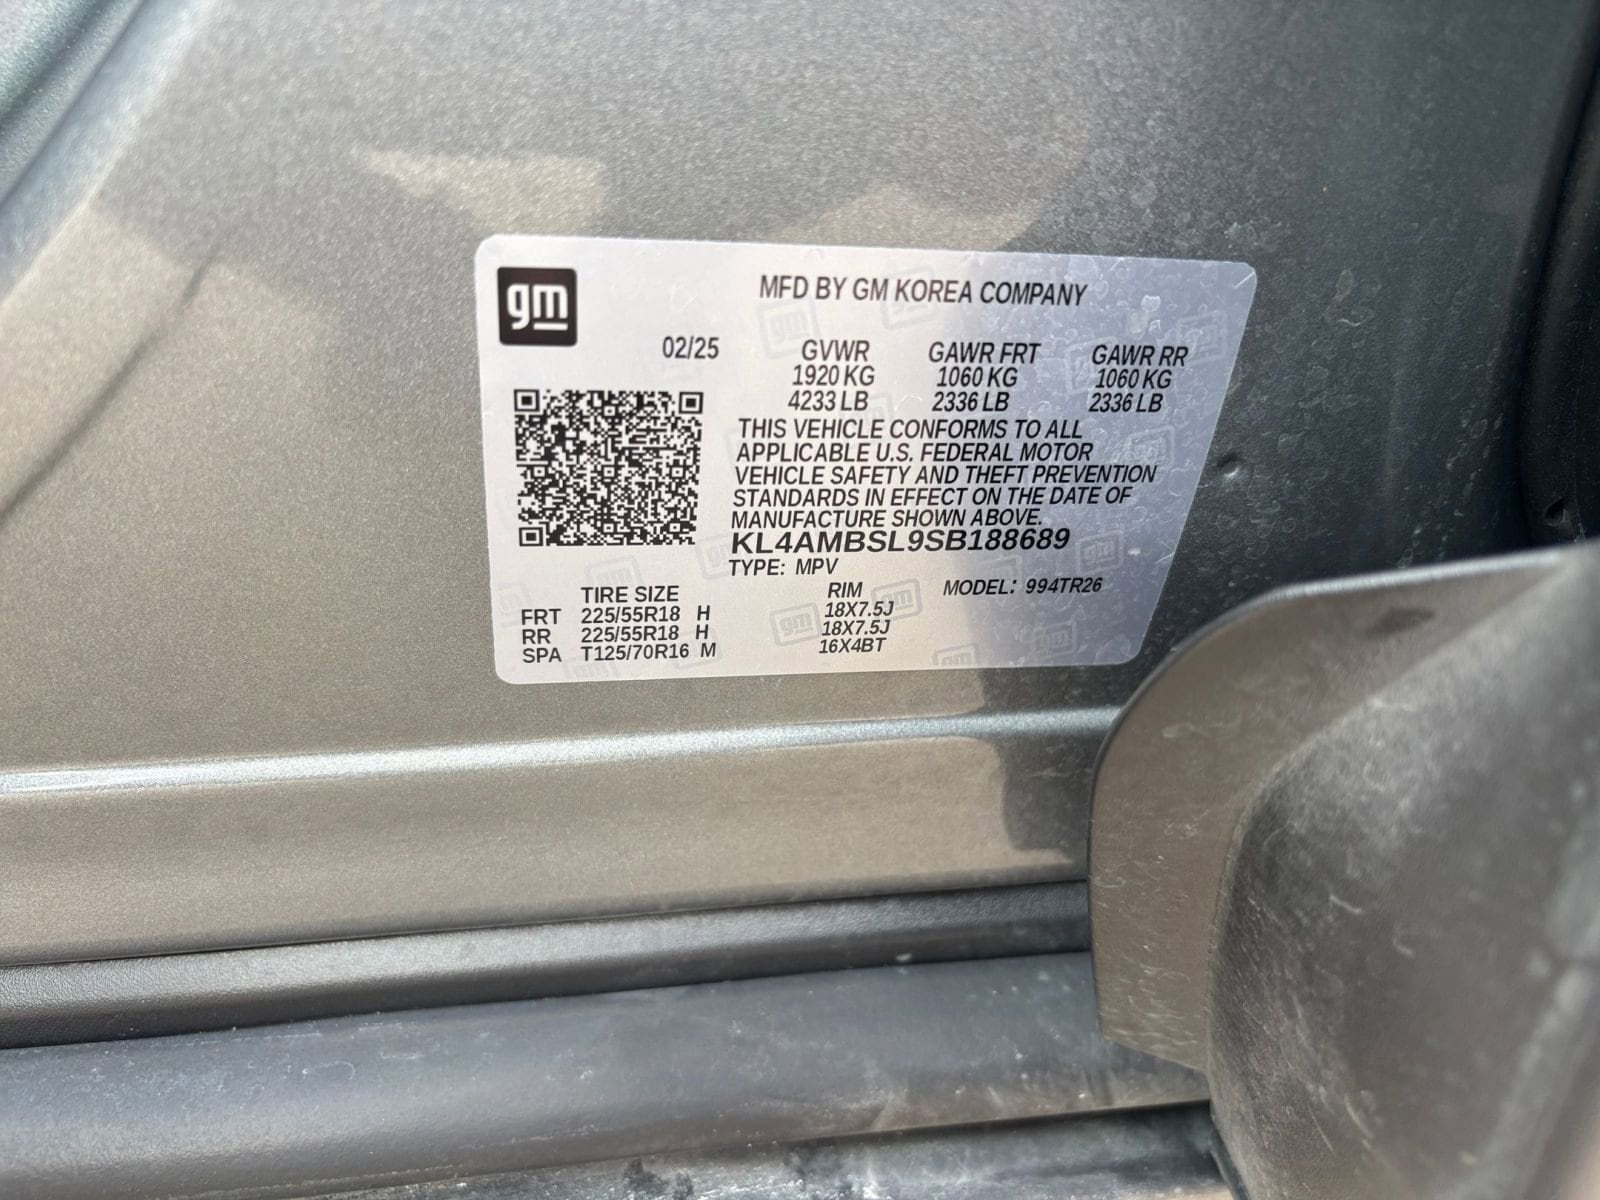 gm
MFD BY GM KOREA COMPANY
02/25 GVWR GAWR FRT GAWR RR
1920 KG 1060 KG 1060 KG
4233 LB 2336 LB 2336 LB
THIS VEHICLE CONFORMS TO ALL
APPLICABLE U.S. FEDERAL MOTOR
VEHICLE SAFETY AND THEFT PREVENTION
STANDARDS IN EFFECT ON THE DATE OF
MANUFACTURE SHOWN ABOVE.
KL4AMBSL9SB188689
TYPE: MPV
TIRE SIZE RIM MODEL: 994TR26
FRT 225/55R18 H 18X7.5J
RR 225/55R18 H 18X7.5J
SPA T125/70R16 M 16X4BT